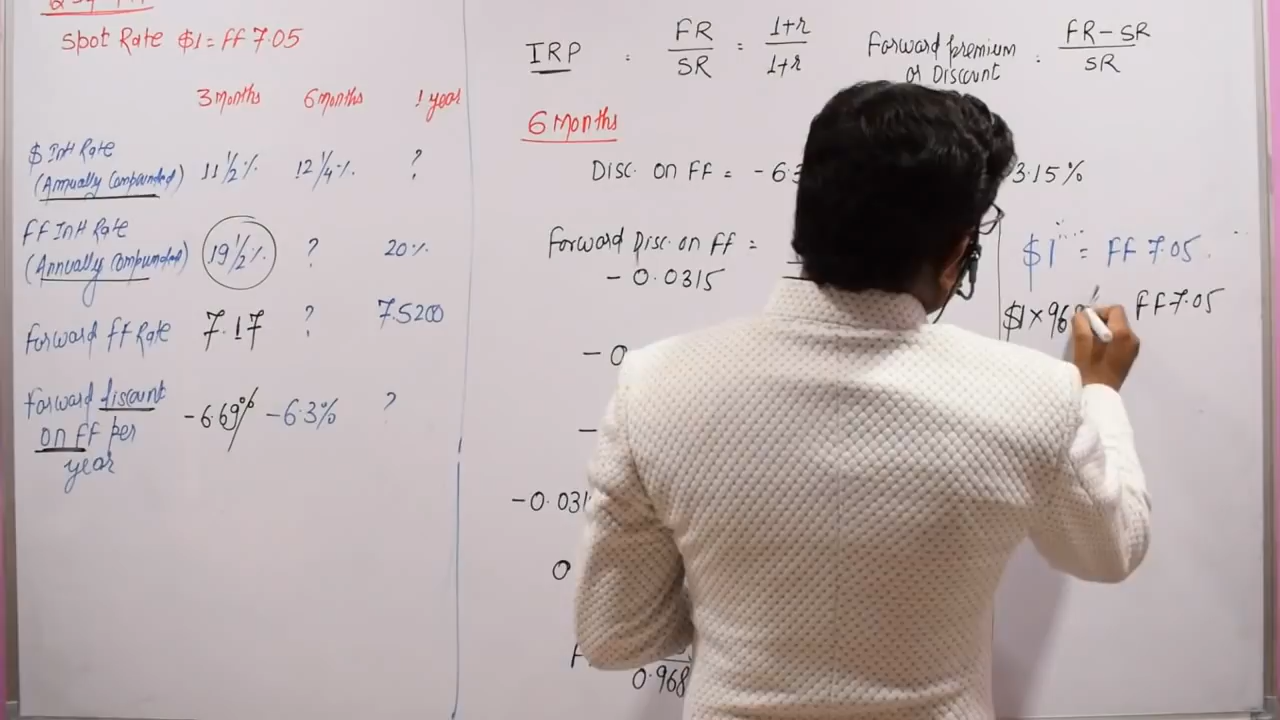 Spot Rate $1 = FF 7.05
3 Months 6 Months 1 year
$ Int Rate
(Annually Compounded) 11 1/2 % 12 1/4 %. ?
FF Int Rate
(Annually Compounded) 19 1/2 % ? 20 %
Forward FF Rate 7.17 ? 7.5200
Forward discount
on FF per
year -6.69% -6.3% ?
IRP : FR/SR = 1+r/1+r
Forward premium or Discount : FR-SR/SR
6 Months
Disc. on FF = -6.3
3.15%
Forward Disc. on FF =
-0.0315
-0
-0.031
0
0.968
$1 = FF 7.05
$1 × 968 FF 7.05